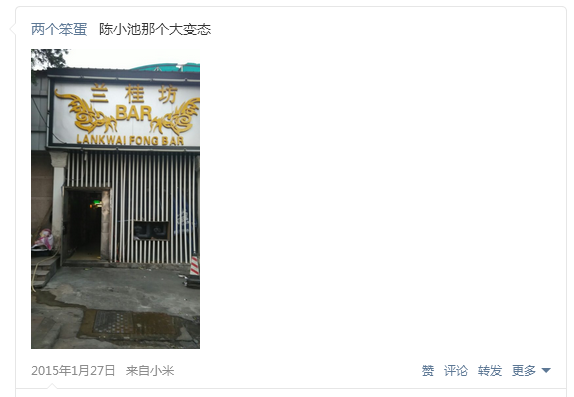 两个笨蛋 陈小池那个大变态
兰桂坊
BAR
LANKWAI FONG BAR
2015年1月27日 来自小米
赞 评论 转发 更多